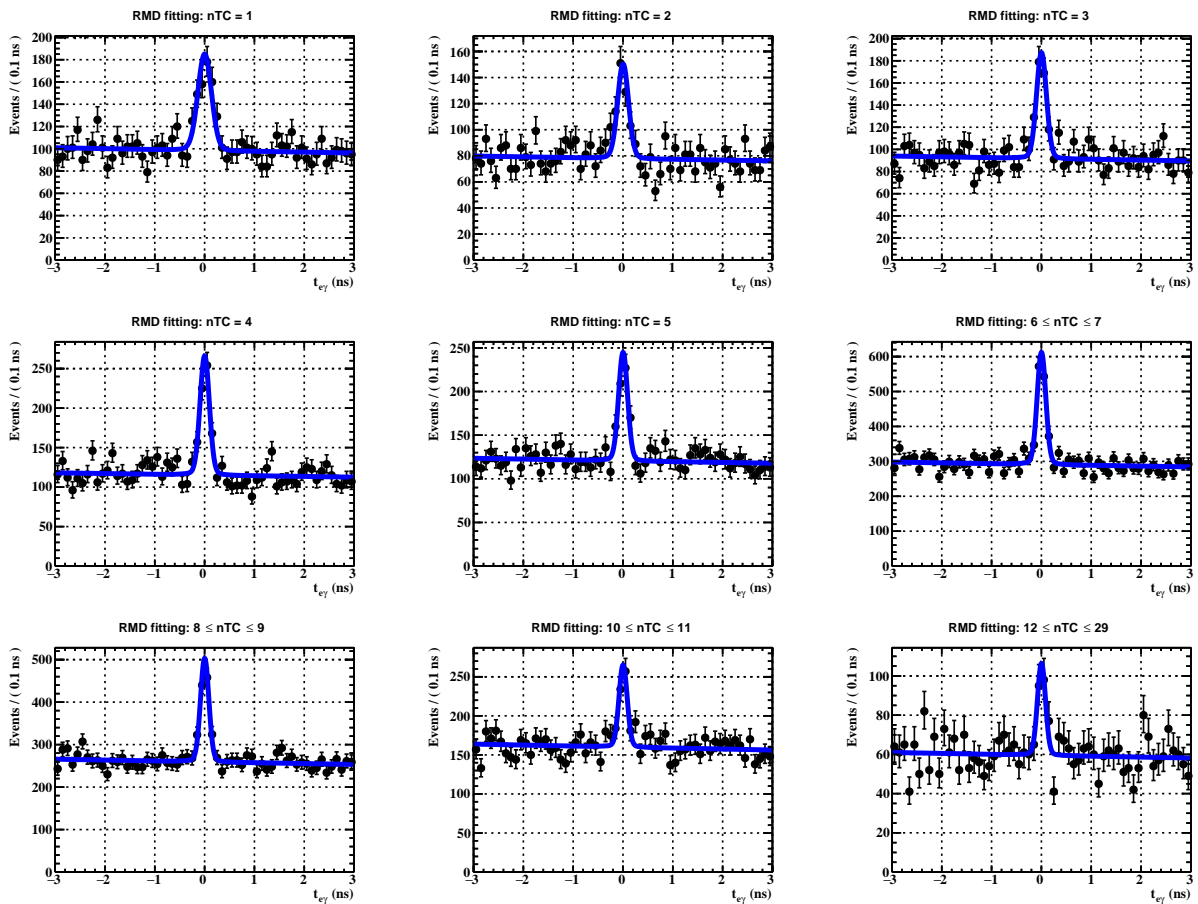 RMD fitting: nTC = 1
Events / ( 0.1 ns )
200
180
160
140
120
100
80
60
40
20
0
−3 −2 −1 0 1 2 3
t_eγ (ns)
RMD fitting: nTC = 2
Events / ( 0.1 ns )
160
140
120
100
80
60
40
20
0
−3 −2 −1 0 1 2 3
t_eγ (ns)
RMD fitting: nTC = 3
Events / ( 0.1 ns )
200
180
160
140
120
100
80
60
40
20
0
−3 −2 −1 0 1 2 3
t_eγ (ns)
RMD fitting: nTC = 4
Events / ( 0.1 ns )
250
200
150
100
50
0
−3 −2 −1 0 1 2 3
t_eγ (ns)
RMD fitting: nTC = 5
Events / ( 0.1 ns )
250
200
150
100
50
0
−3 −2 −1 0 1 2 3
t_eγ (ns)
RMD fitting: 6 ≤ nTC ≤ 7
Events / ( 0.1 ns )
600
500
400
300
200
100
0
−3 −2 −1 0 1 2 3
t_eγ (ns)
RMD fitting: 8 ≤ nTC ≤ 9
Events / ( 0.1 ns )
500
400
300
200
100
0
−3 −2 −1 0 1 2 3
t_eγ (ns)
RMD fitting: 10 ≤ nTC ≤ 11
Events / ( 0.1 ns )
250
200
150
100
50
0
−3 −2 −1 0 1 2 3
t_eγ (ns)
RMD fitting: 12 ≤ nTC ≤ 29
Events / ( 0.1 ns )
100
80
60
40
20
0
−3 −2 −1 0 1 2 3
t_eγ (ns)